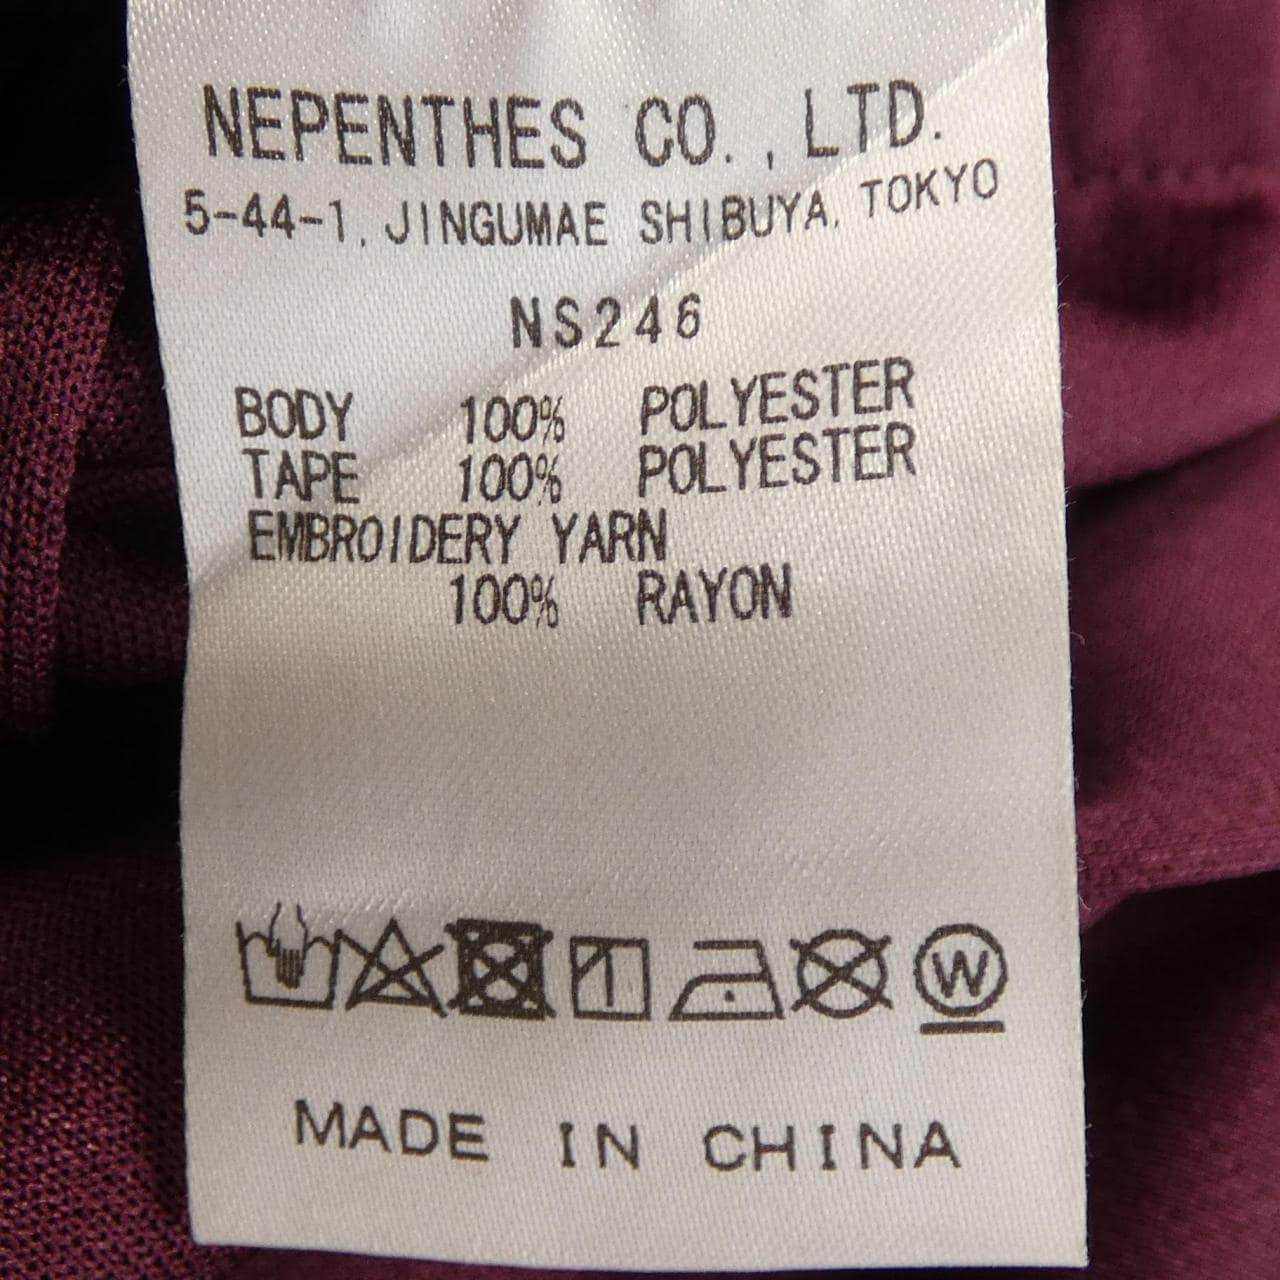 NEPENTHES CO., LTD.
5-44-1, JINGUMAE SHIBUYA, TOKYO
NS246
BODY 100% POLYESTER
TAPE 100% POLYESTER
EMBROIDERY YARN
100% RAYON
W
MADE IN CHINA